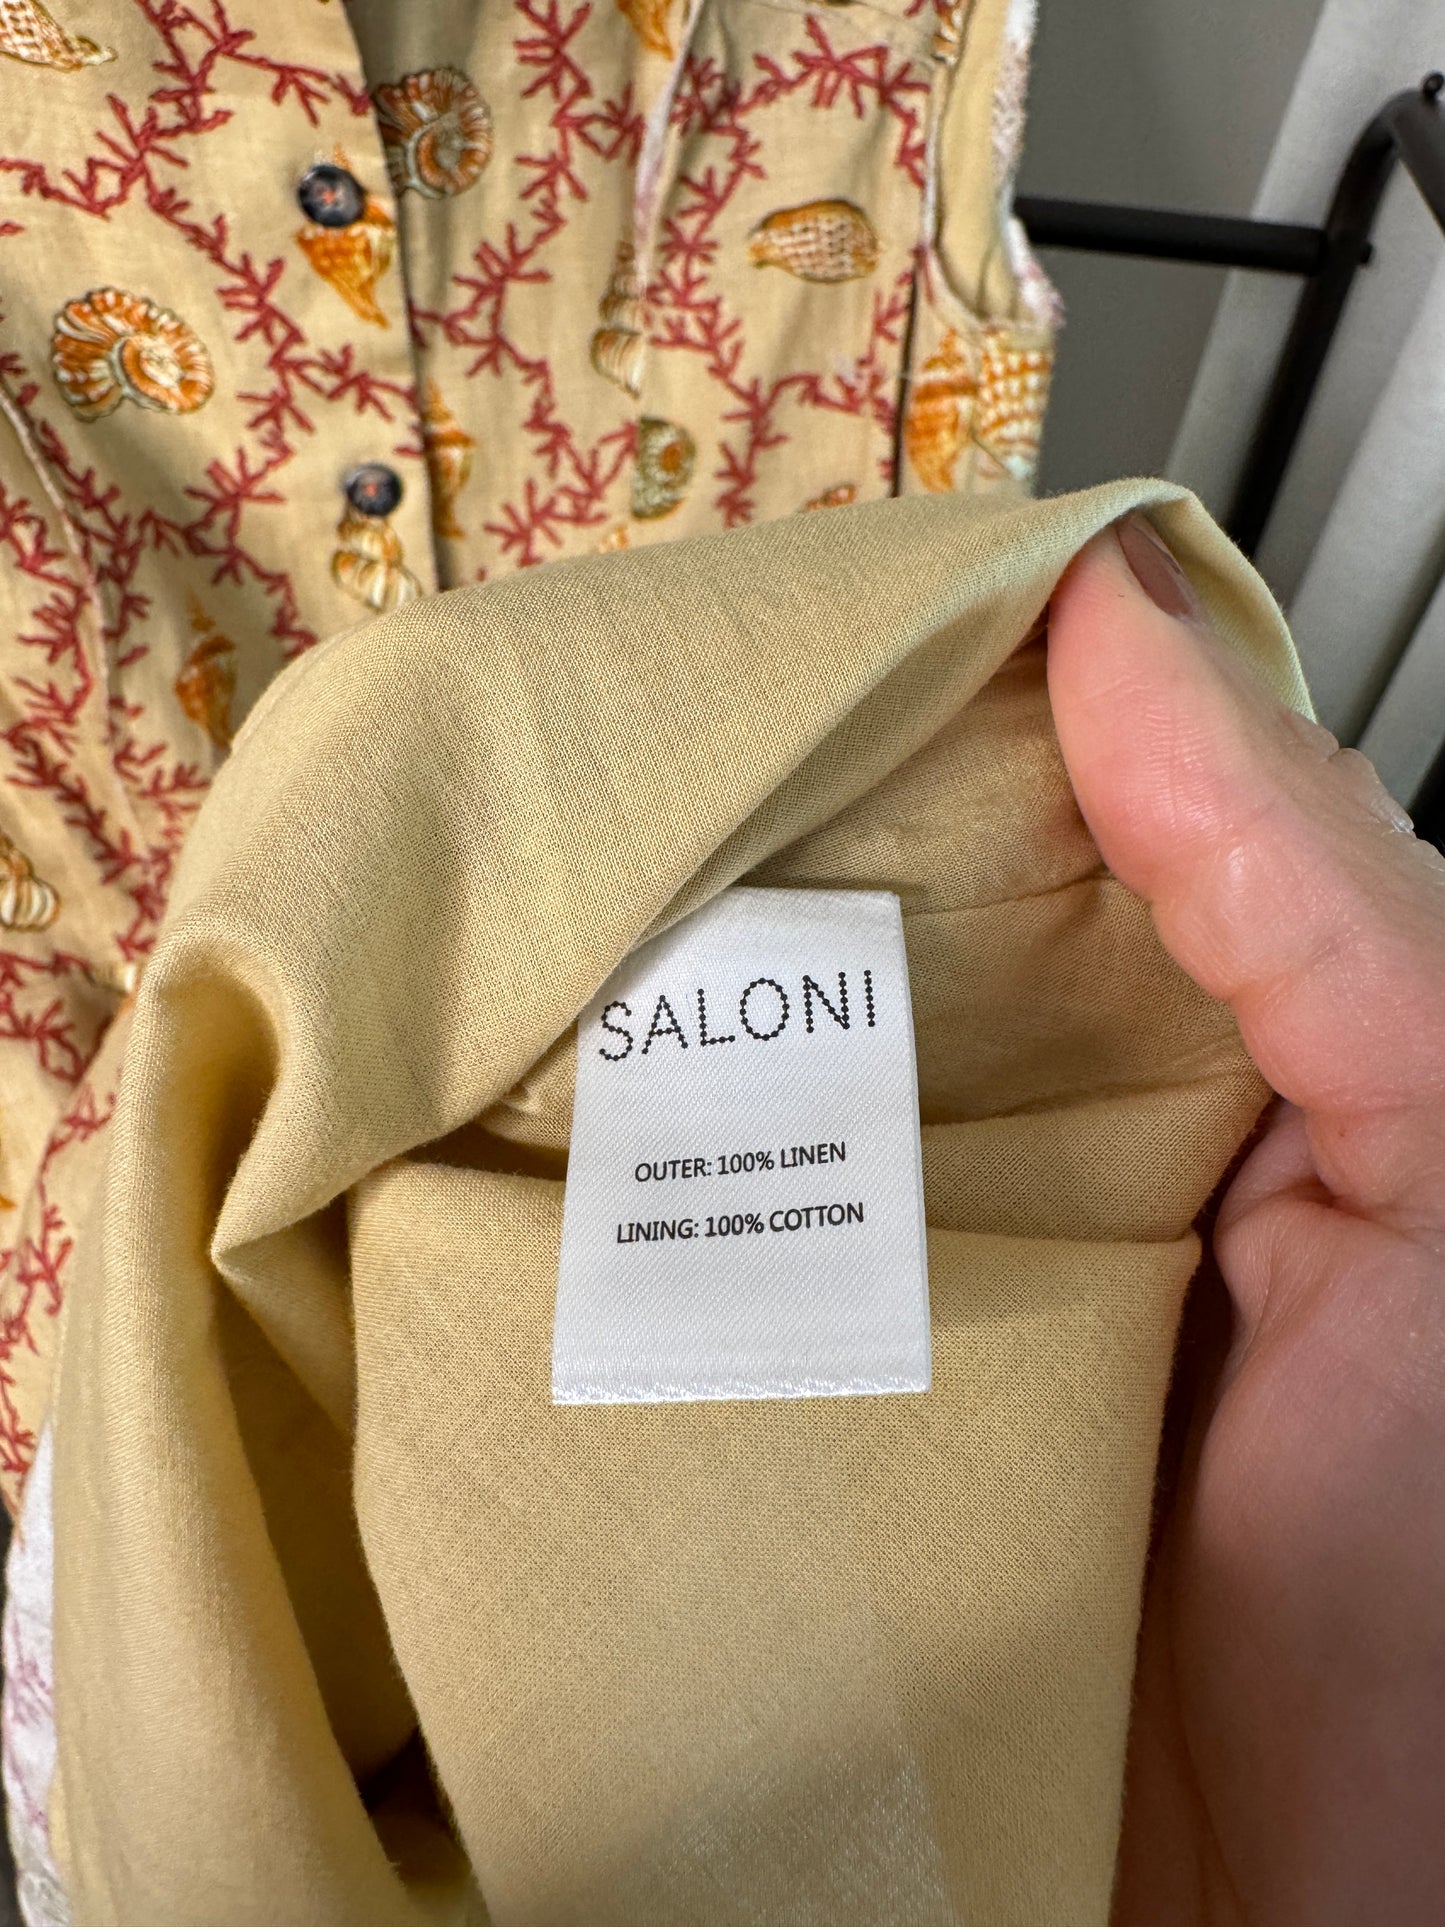 SALONI
OUTER: 100% LINEN
LINING: 100% COTTON